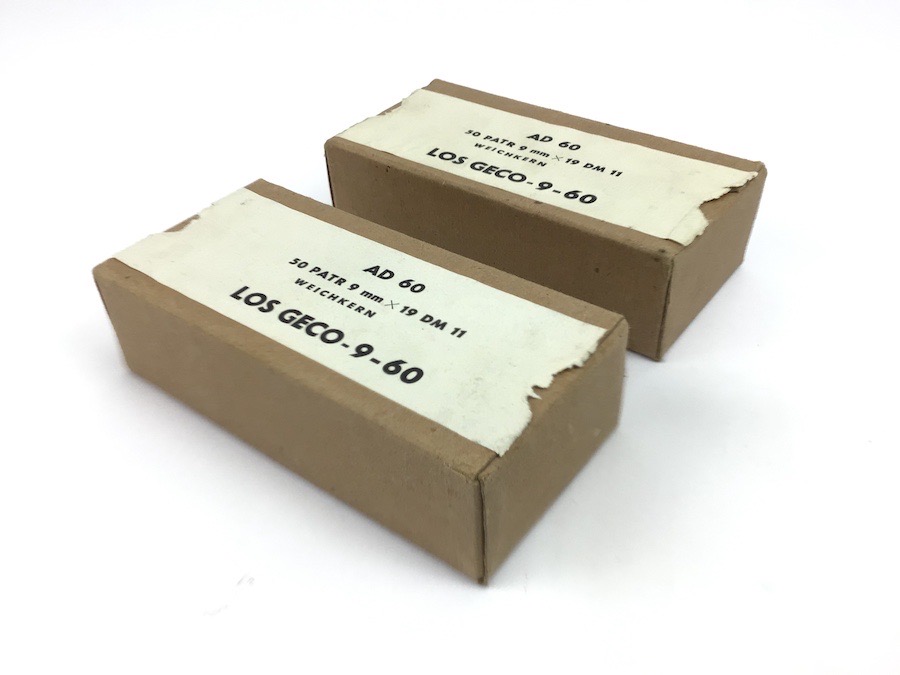 AD 60
50 PATR 9 mm × 19 DM 11
WEICHKERN
LOS GECO-9-60
AD 60
50 PATR 9 mm × 19 DM 11
WEICHKERN
LOS GECO-9-60